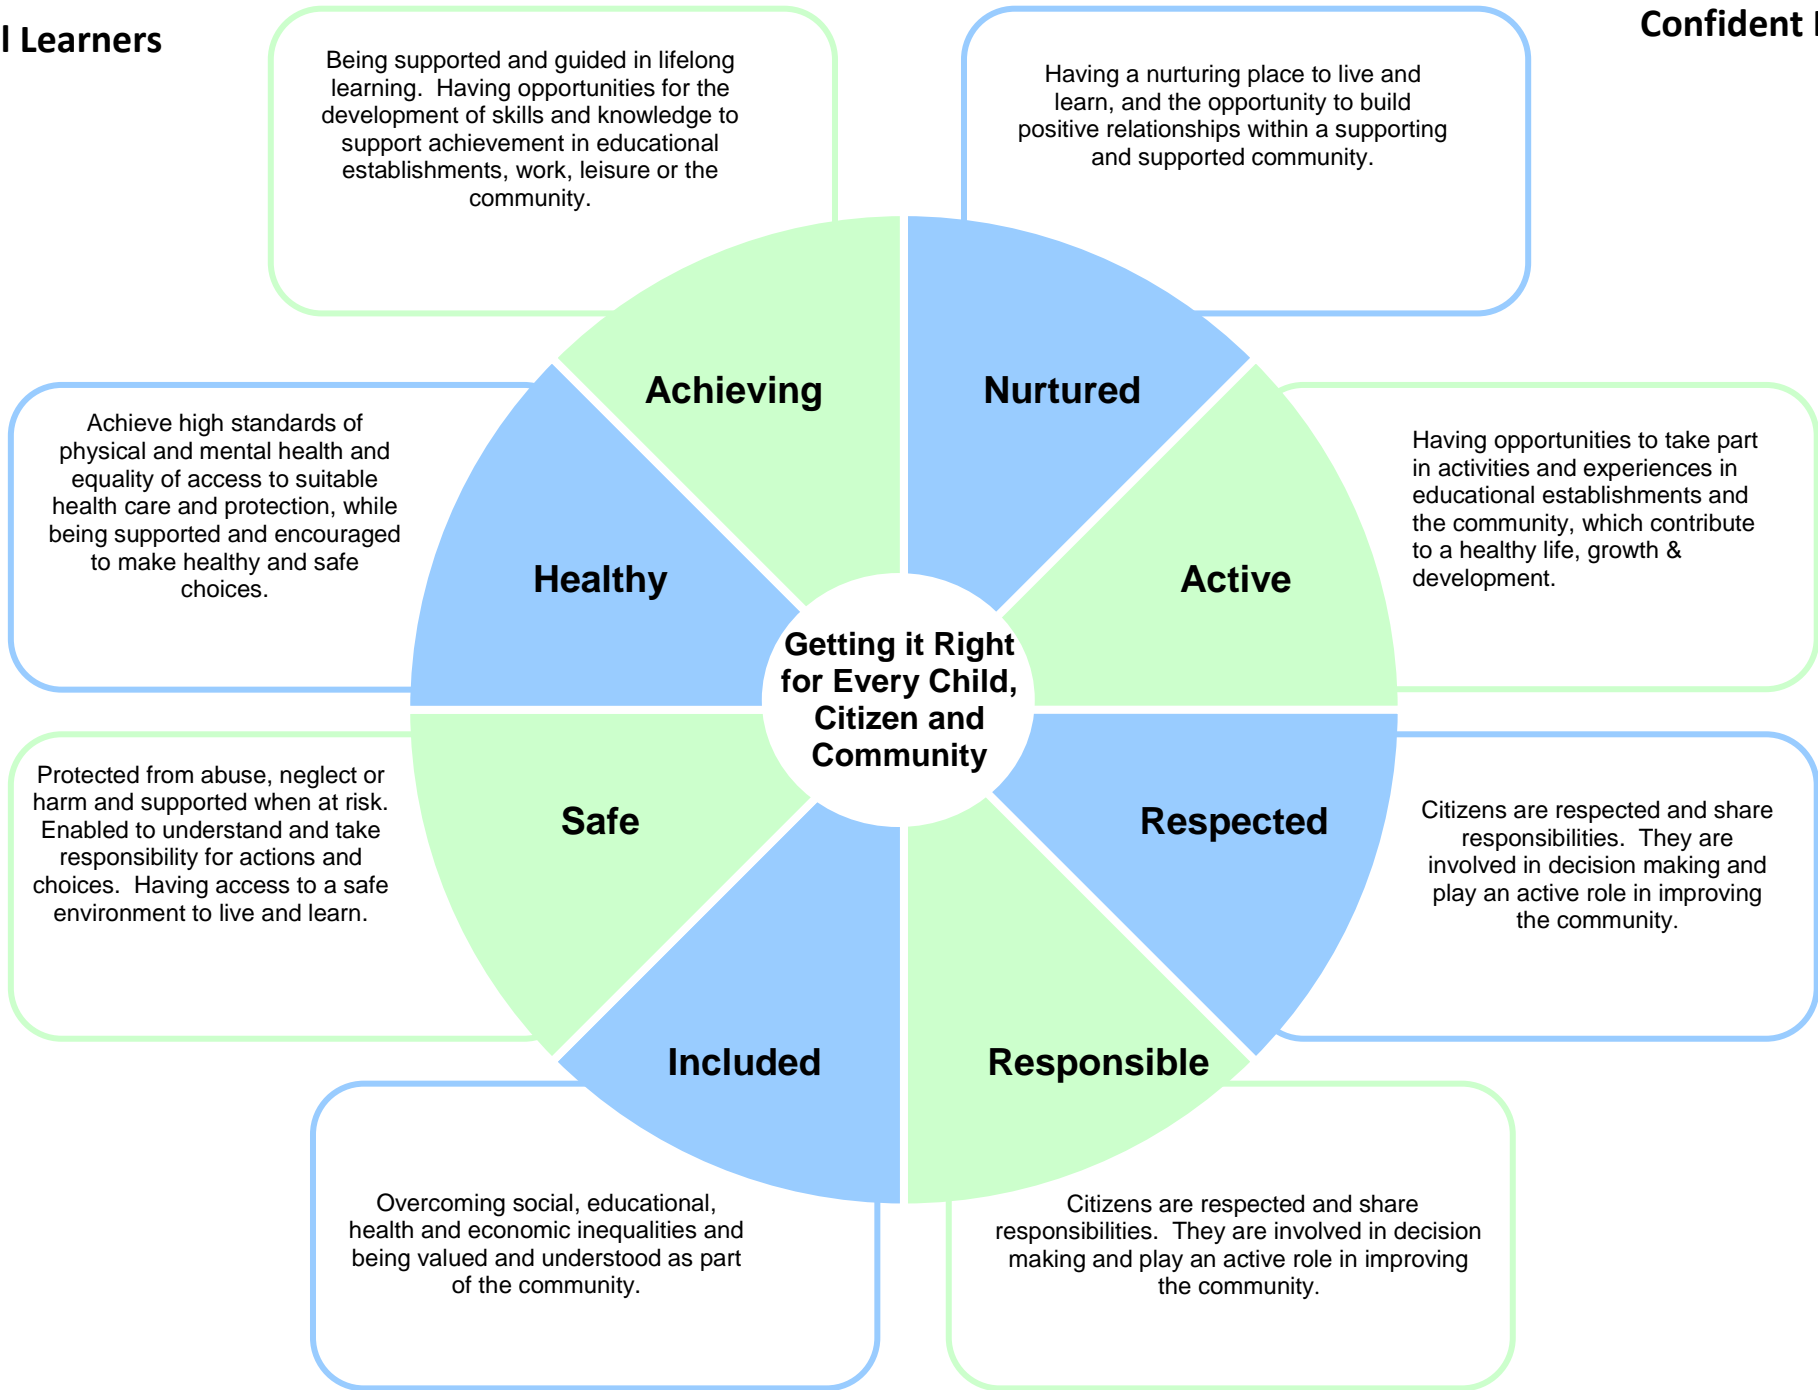 l Learners
Confident
Being supported and guided in lifelong
learning.  Having opportunities for the
development of skills and knowledge to
support achievement in educational
establishments, work, leisure or the
community.
Having a nurturing place to live and
learn, and the opportunity to build
positive relationships within a supporting
and supported community.
Achieving
Nurtured
Achieve high standards of
physical and mental health and
equality of access to suitable
health care and protection, while
being supported and encouraged
to make healthy and safe
choices.
Healthy
Active
Having opportunities to take part
in activities and experiences in
educational establishments and
the community, which contribute
to a healthy life, growth &
development.
Getting it Right
for Every Child,
Citizen and
Community
Protected from abuse, neglect or
harm and supported when at risk.
Enabled to understand and take
responsibility for actions and
choices.  Having access to a safe
environment to live and learn.
Safe
Respected
Citizens are respected and share
responsibilities.  They are
involved in decision making and
play an active role in improving
the community.
Included
Responsible
Overcoming social, educational,
health and economic inequalities and
being valued and understood as part
of the community.
Citizens are respected and share
responsibilities.  They are involved in decision
making and play an active role in improving
the community.